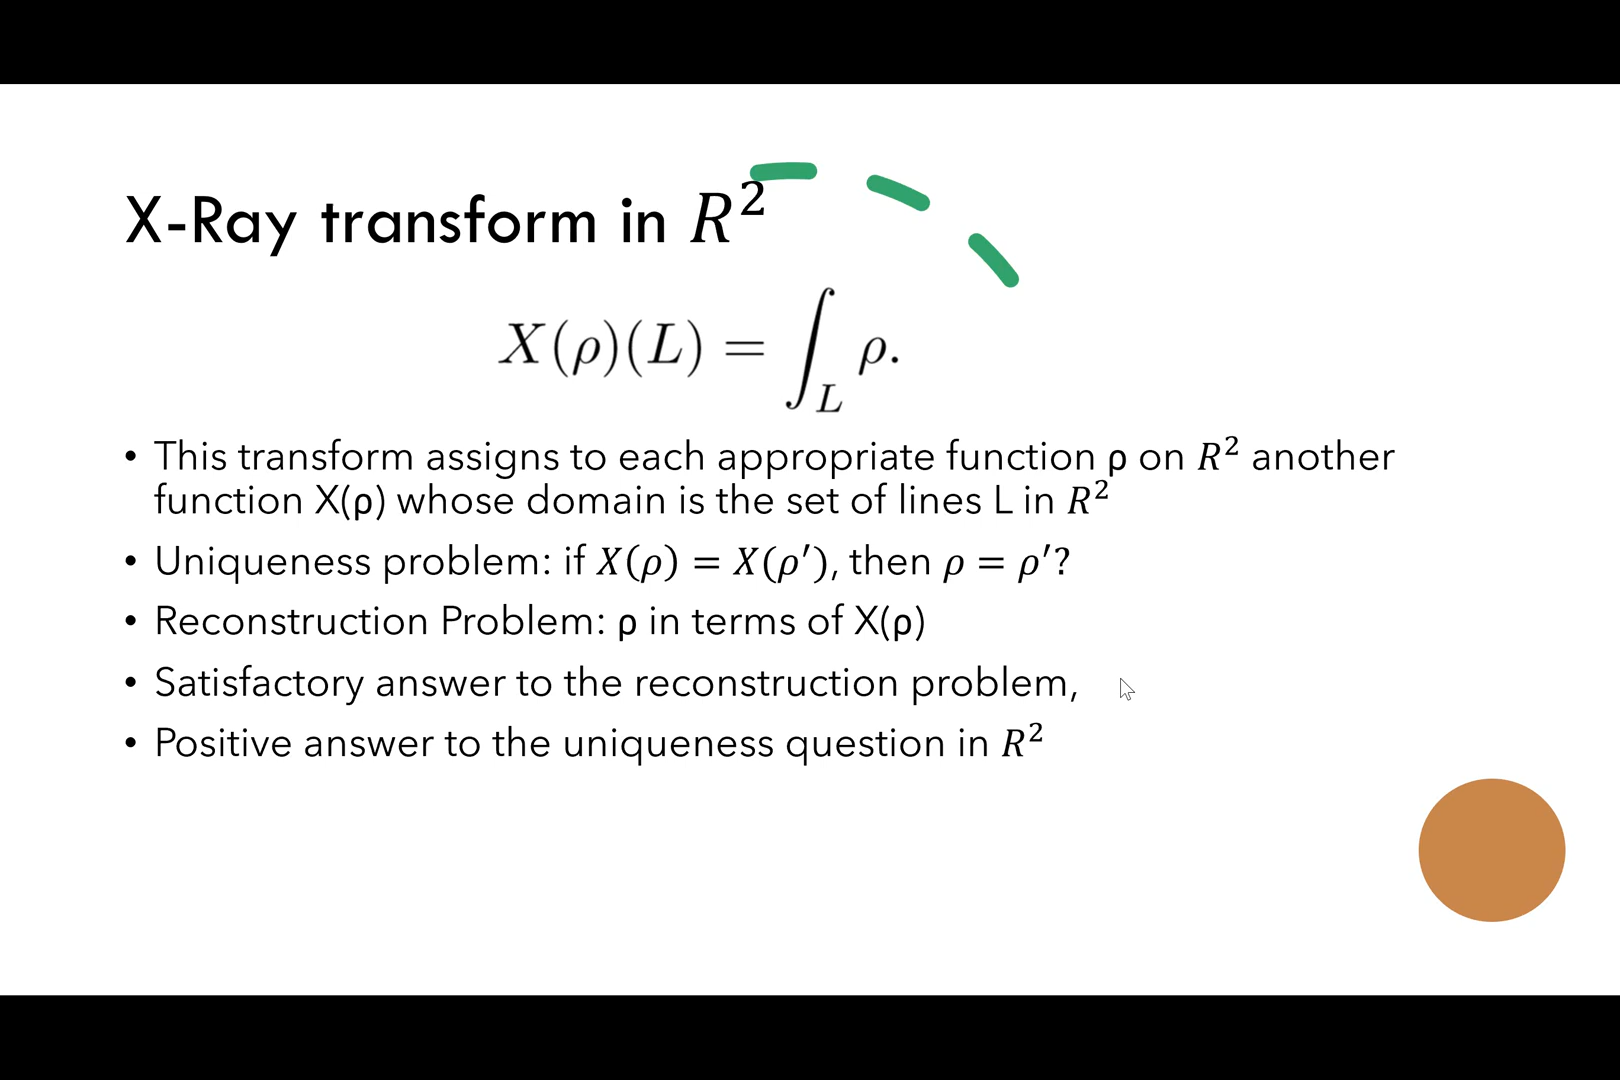 X-Ray transform in R²
X(ρ)(L) = ∫_L ρ.
• This transform assigns to each appropriate function ρ on R² another
function X(ρ) whose domain is the set of lines L in R²
• Uniqueness problem: if X(ρ) = X(ρ′), then ρ = ρ′?
• Reconstruction Problem: ρ in terms of X(ρ)
• Satisfactory answer to the reconstruction problem,
• Positive answer to the uniqueness question in R²